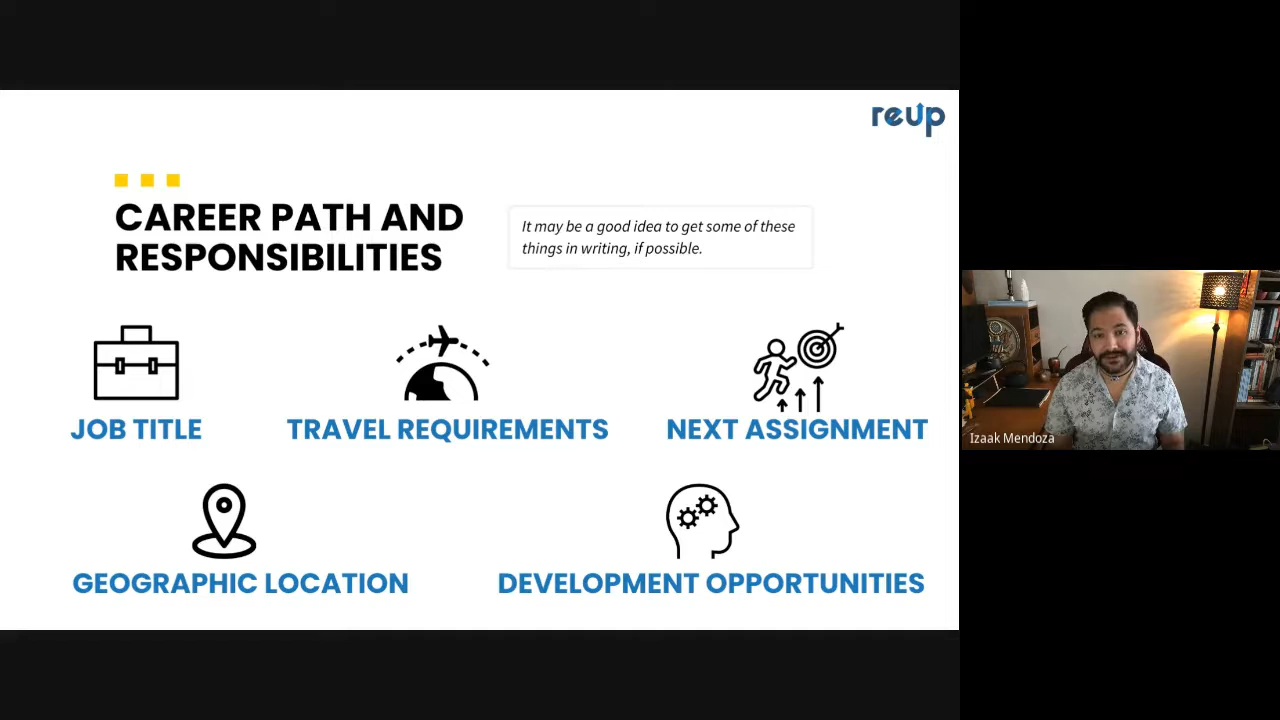 reup
CAREER PATH AND
RESPONSIBILITIES
It may be a good idea to get some of these
things in writing, if possible.
JOB TITLE
TRAVEL REQUIREMENTS
NEXT ASSIGNMENT
GEOGRAPHIC LOCATION
DEVELOPMENT OPPORTUNITIES
Izaak Mendoza